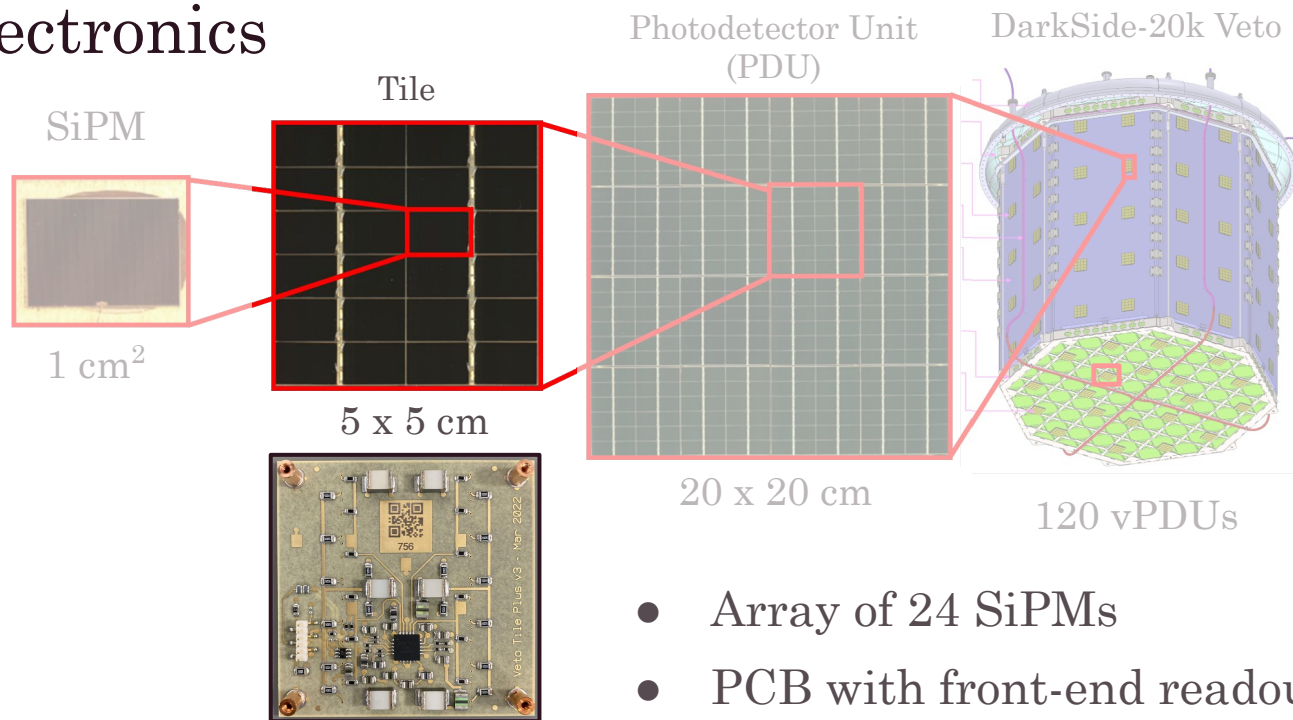 ectronics
Photodetector Unit
(PDU)
DarkSide-20k Veto
Tile
SiPM
1 cm²
5 x 5 cm
20 x 20 cm
120 vPDUs
756
Veto Tile Plus v3 - Mar 2022
● Array of 24 SiPMs
● PCB with front-end readou